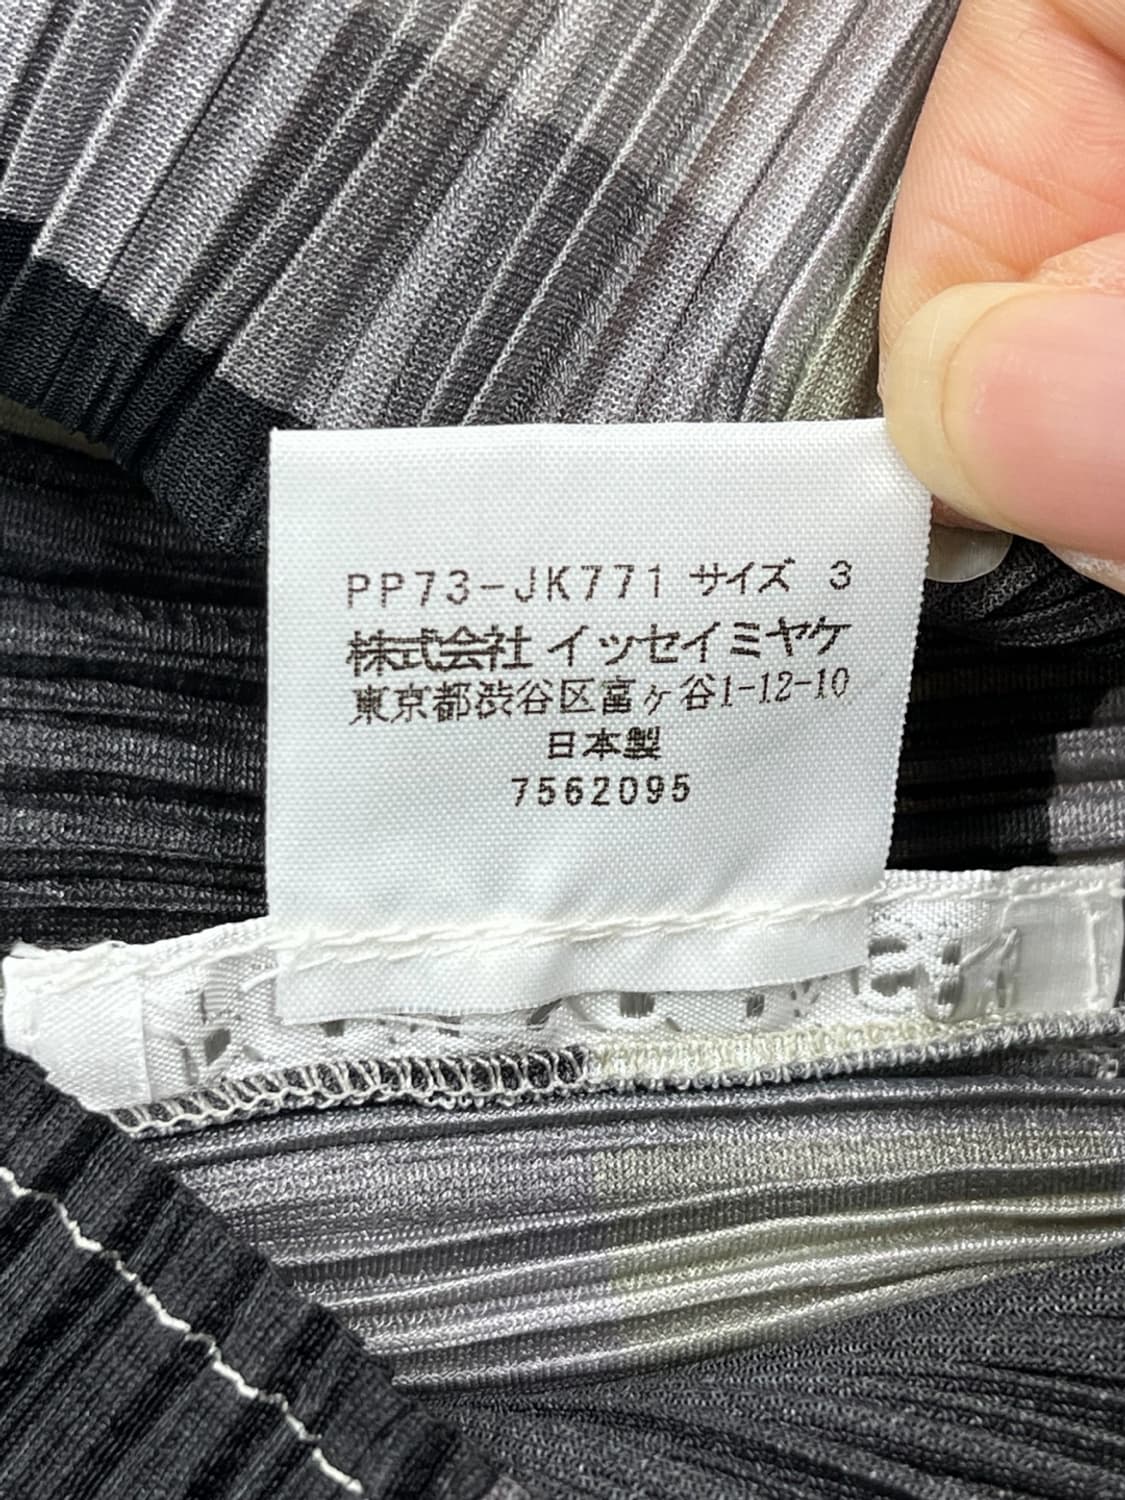 PP73-JK771 サイズ 3
株式会社 イッセイミヤケ
東京都渋谷区富ヶ谷1-12-10
日本製
7562095